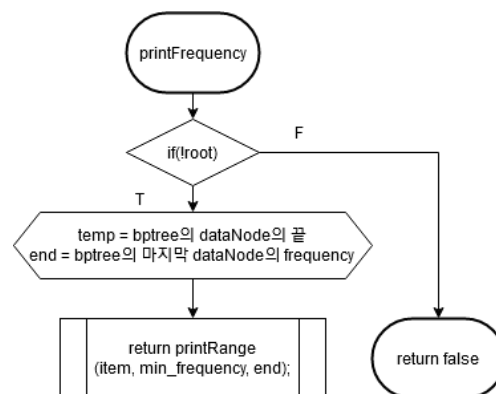 printFrequency
if(!root)
F
T
temp = bptree의 dataNode의 끝
end = bptree의 마지막 dataNode의 frequency
return printRange
(item, min_frequency, end);
return false